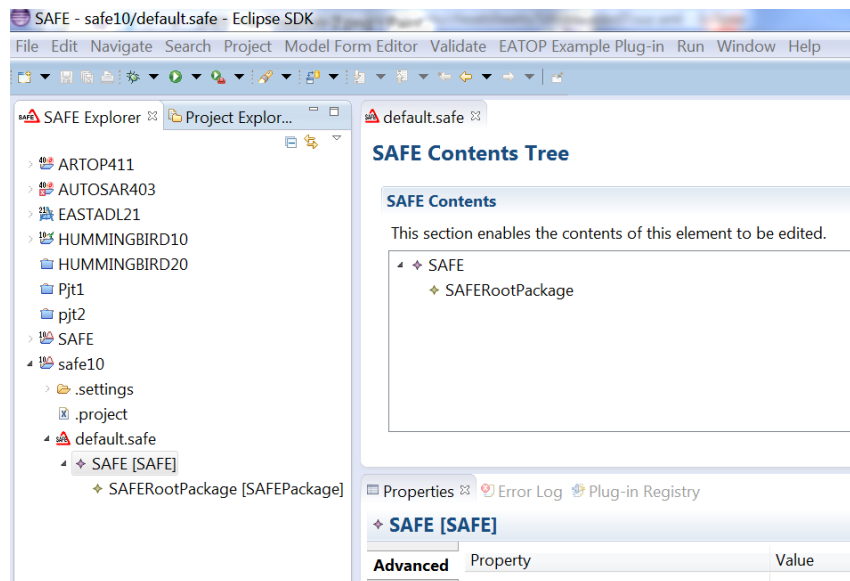 SAFE - safe10/default.safe - Eclipse SDK
File Edit Navigate Search Project Model Form Editor Validate EATOP Example Plug-in Run Window Help
SAFE Explorer
Project Explor...
ARTOP411
AUTOSAR403
EASTADL21
HUMMINGBIRD10
HUMMINGBIRD20
Pjt1
pjt2
SAFE
safe10
.settings
.project
default.safe
SAFE [SAFE]
SAFERootPackage [SAFEPackage]
default.safe
SAFE Contents Tree
SAFE Contents
This section enables the contents of this element to be edited.
SAFE
SAFERootPackage
Properties Error Log Plug-in Registry
SAFE [SAFE]
Advanced
Property Value